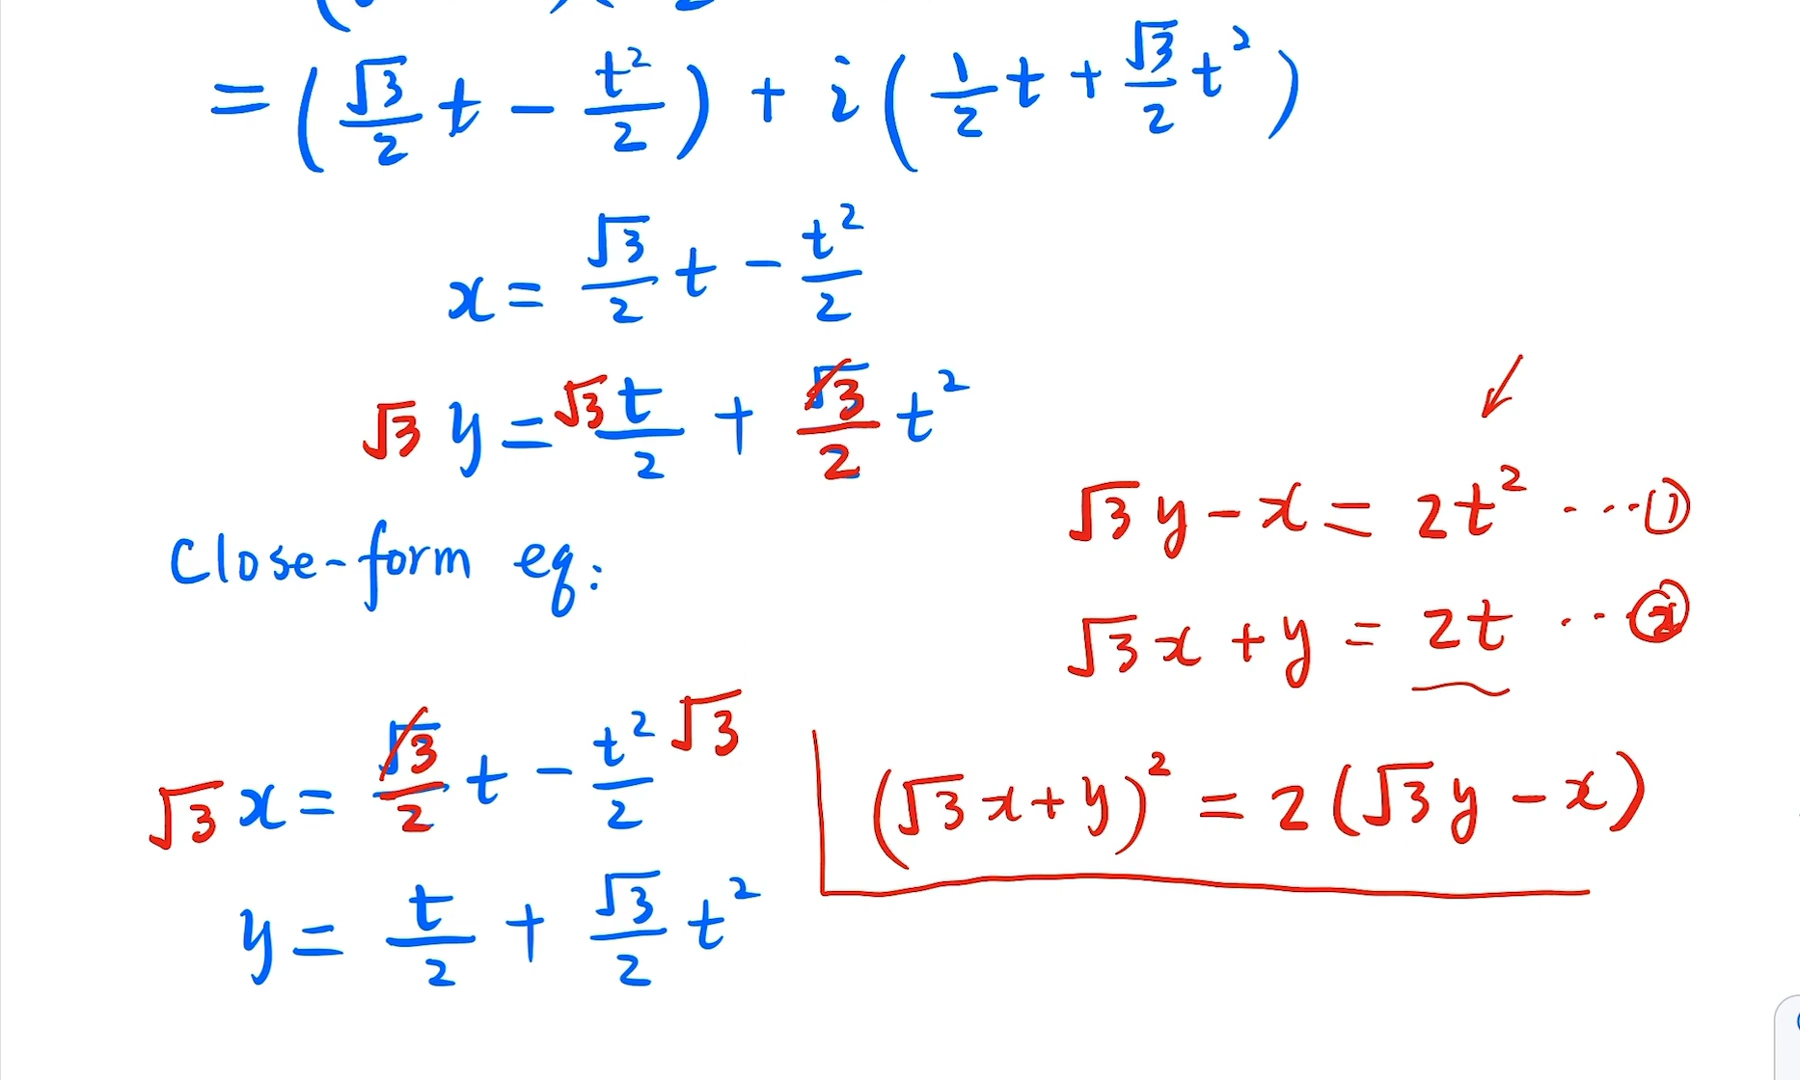 = (√3/2 t − t²/2) + i(1/2 t + √3/2 t²)
x = √3/2 t − t²/2
√3 y = √3 t/2 + √3/2 t²
Close-form eq:
√3 x = √3/2 t − t²/2 √3
y = t/2 + √3/2 t²
√3 y − x = 2t² ...①
√3 x + y = 2t ..②
(√3 x + y)² = 2(√3 y − x)